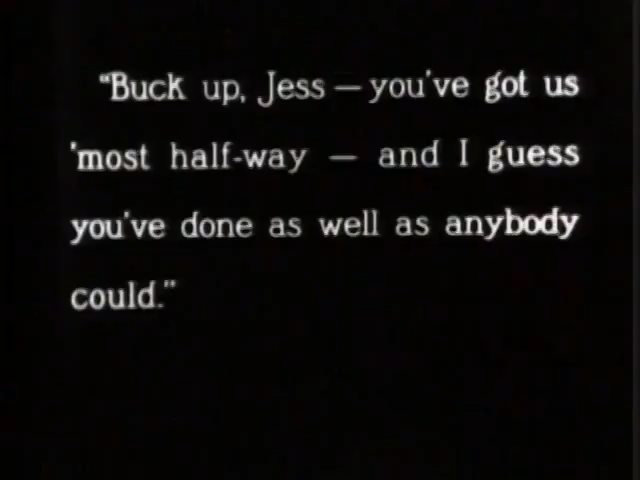 “Buck up, Jess — you've got us
'most half-way — and I guess
you've done as well as anybody
could.”